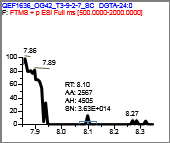 QEF1636_OG42_T3-9-2-7_SC DGTA-24:0
F: FTMS + p ESI Full ms [500.0000-2000.0000]
7.86
100
7.89
80
60
RT: 8.10
AA: 2567
40
AH: 4505
SN: 3.63E+014
20
8.27
0
7.9 8.0 8.1 8.2 8.3